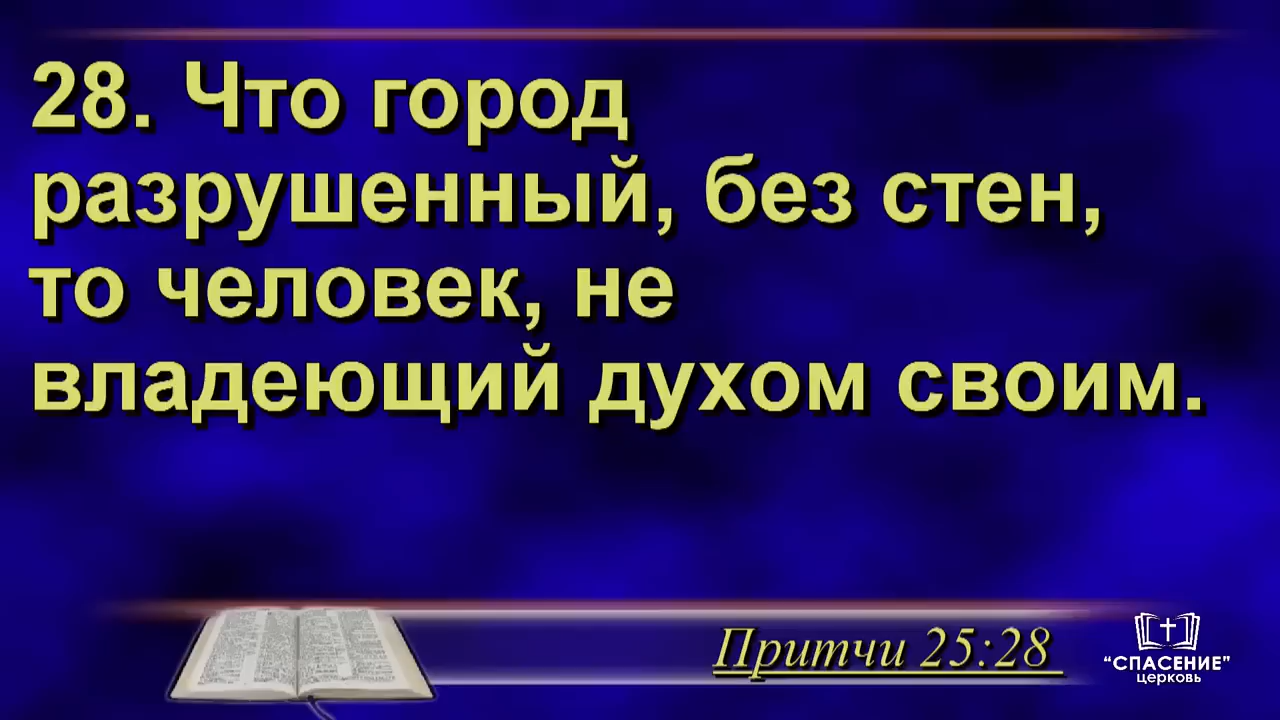 28. Что город
разрушенный, без стен,
то человек, не
владеющий духом своим.
Притчи 25:28
“СПАСЕНИЕ”
церковь